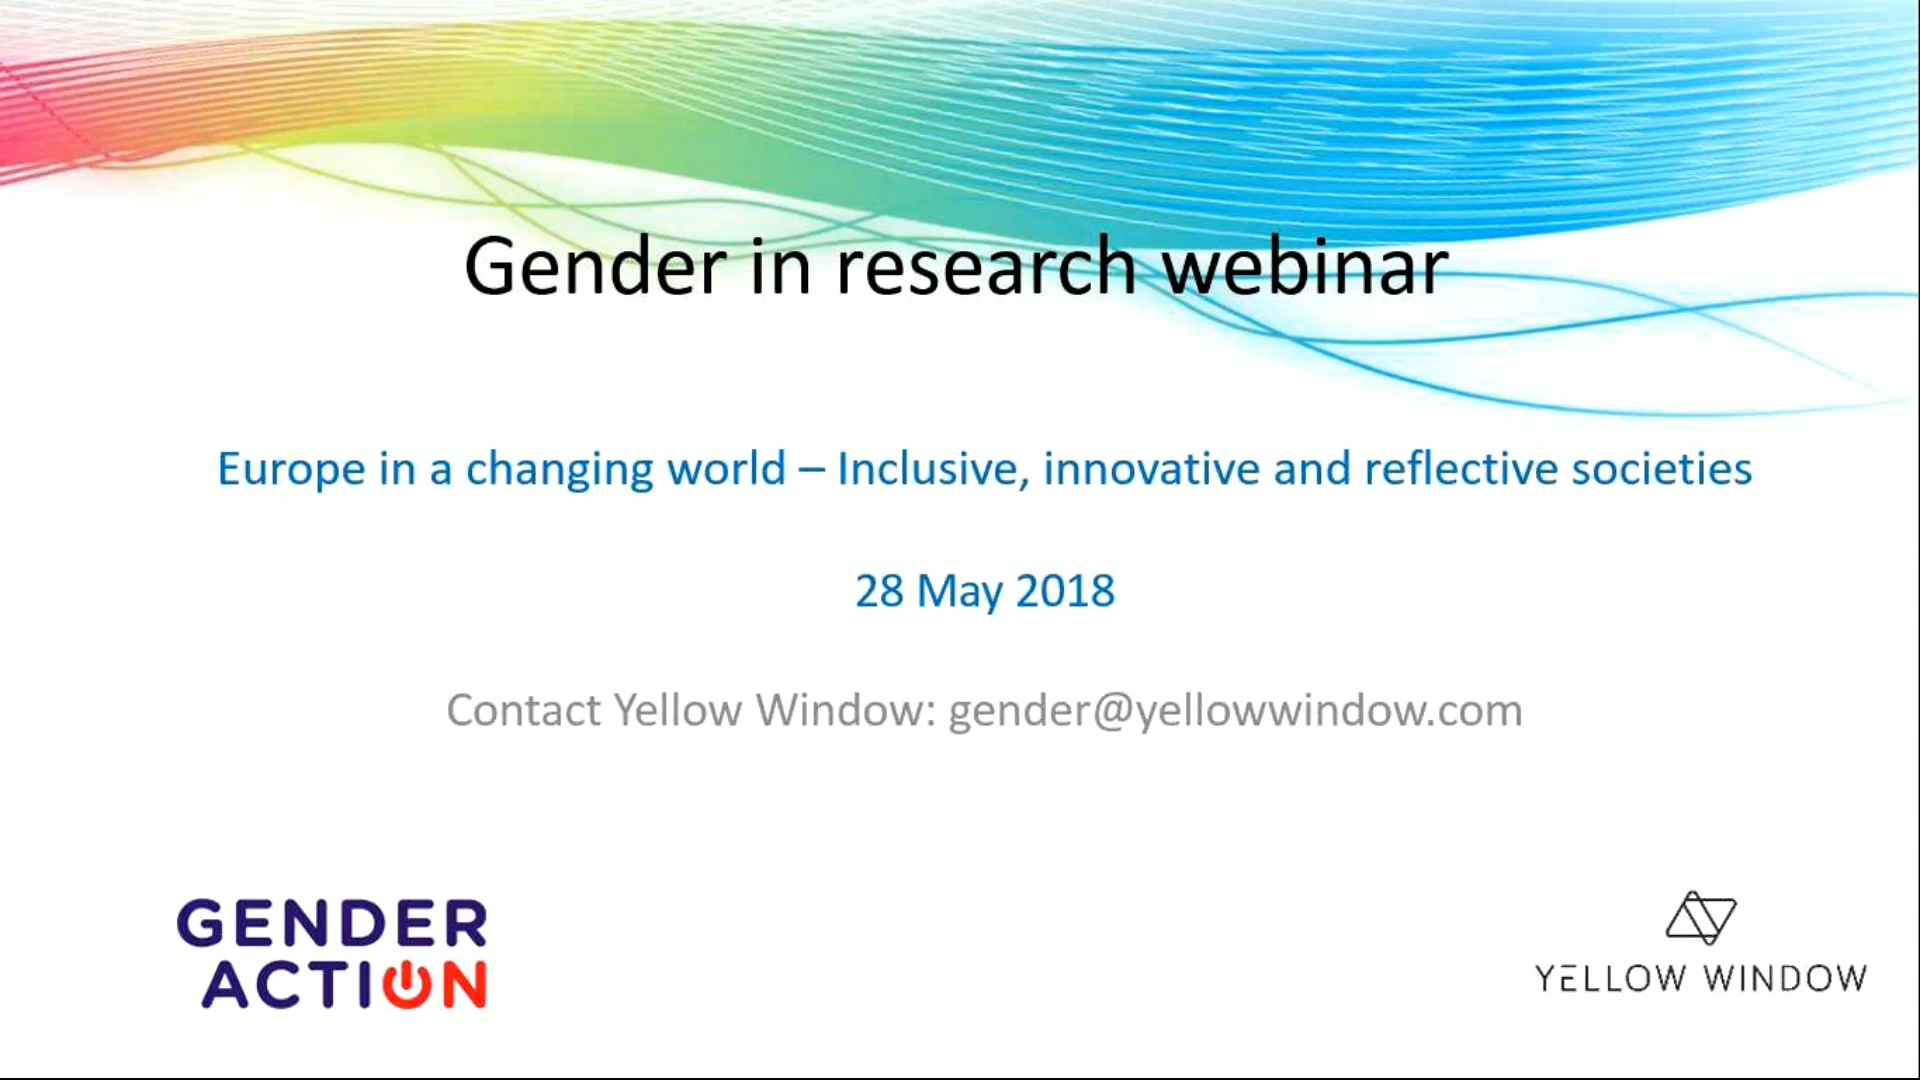 Gender in research webinar
Europe in a changing world – Inclusive, innovative and reflective societies
28 May 2018
Contact Yellow Window: gender@yellowwindow.com
GENDER
ACTION
YELLOW WINDOW